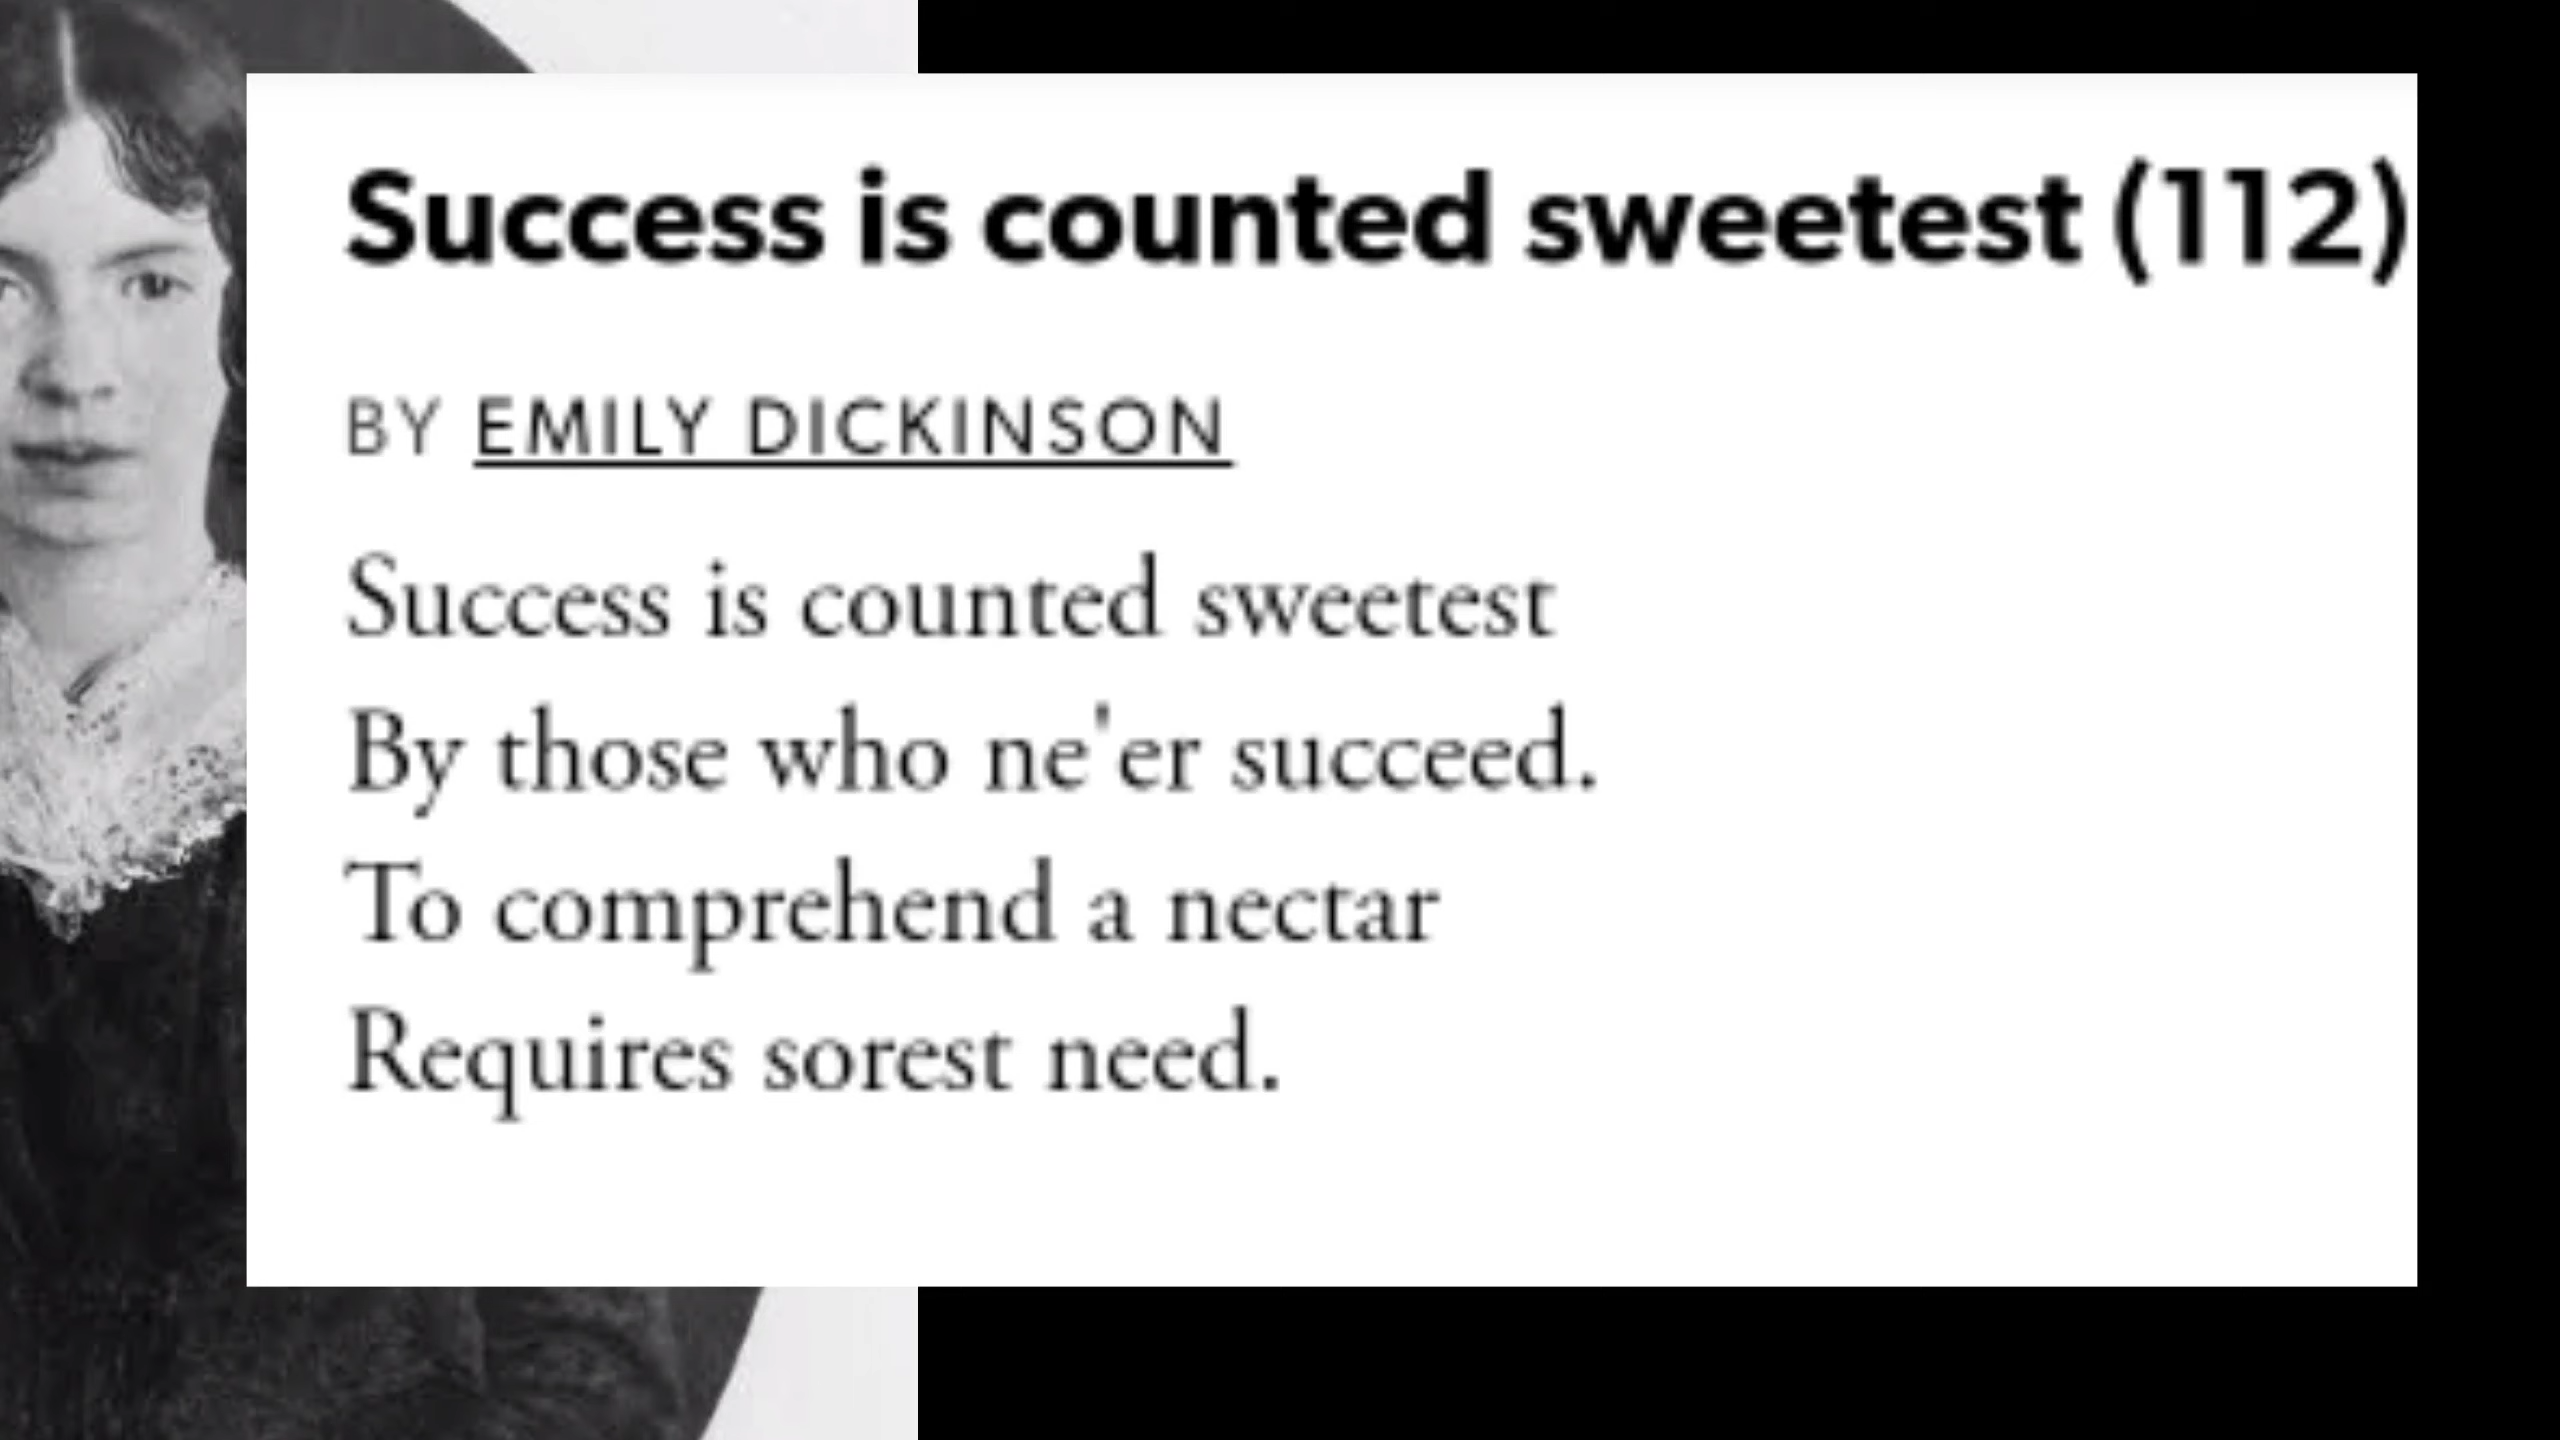 Success is counted sweetest (112)
BY EMILY DICKINSON
Success is counted sweetest
By those who ne'er succeed.
To comprehend a nectar
Requires sorest need.